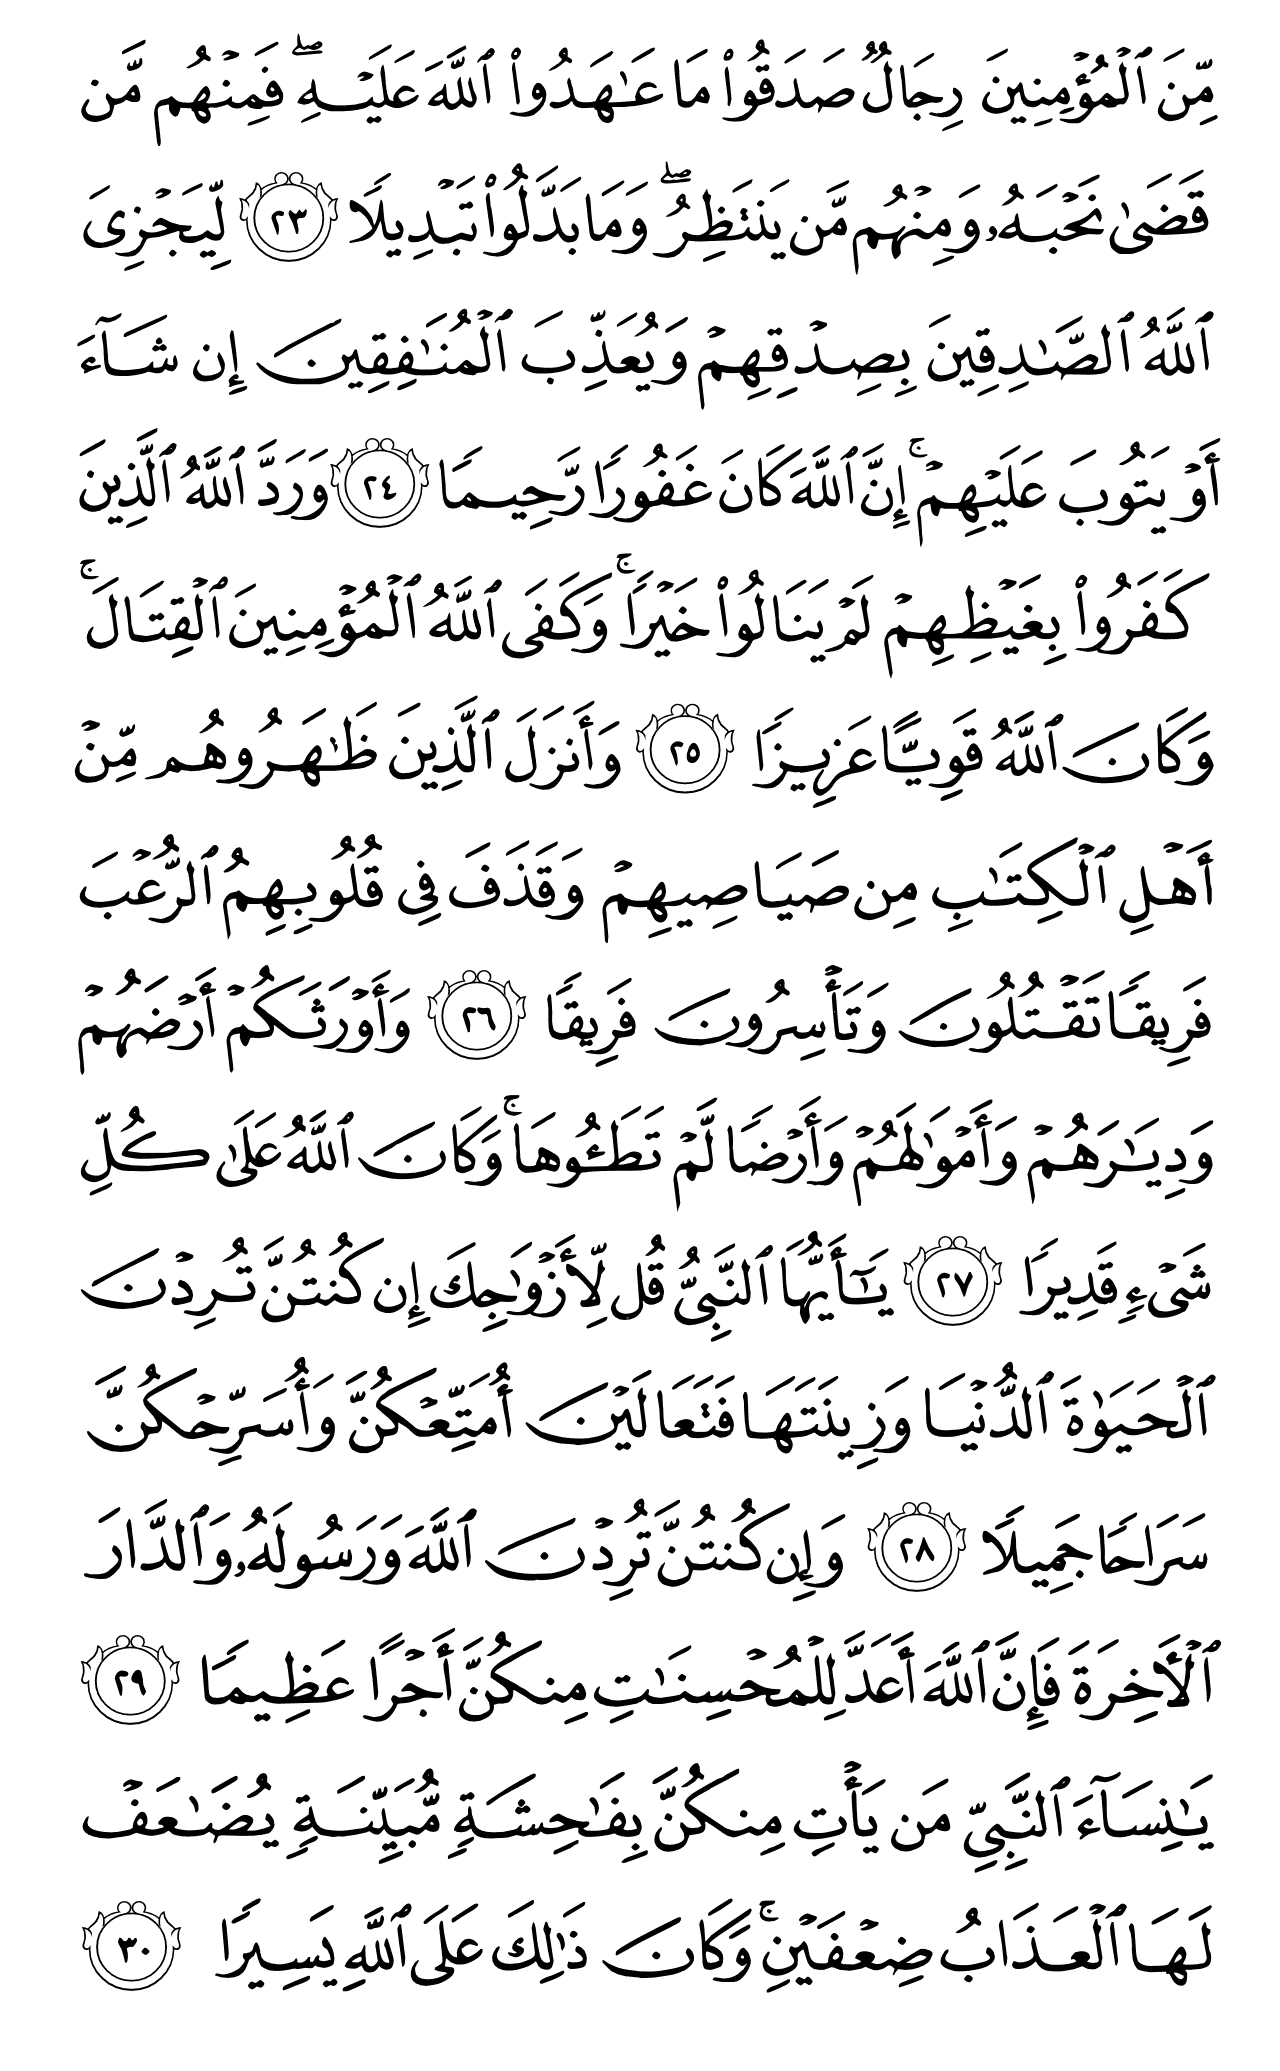 مِّنَ ٱلْمُؤْمِنِينَ رِجَالٌ صَدَقُوا۟ مَا عَـٰهَدُوا۟ ٱللَّهَ عَلَيْهِ ۖ فَمِنْهُم مَّن
قَضَىٰ نَحْبَهُۥ وَمِنْهُم مَّن يَنتَظِرُ ۖ وَمَا بَدَّلُوا۟ تَبْدِيلًا ٢٣ لِّيَجْزِىَ
ٱللَّهُ ٱلصَّـٰدِقِينَ بِصِدْقِهِمْ وَيُعَذِّبَ ٱلْمُنَـٰفِقِينَ إِن شَآءَ
أَوْ يَتُوبَ عَلَيْهِمْ ۚ إِنَّ ٱللَّهَ كَانَ غَفُورًا رَّحِيمًا ٢٤ وَرَدَّ ٱللَّهُ ٱلَّذِينَ
كَفَرُوا۟ بِغَيْظِهِمْ لَمْ يَنَالُوا۟ خَيْرًا ۚ وَكَفَى ٱللَّهُ ٱلْمُؤْمِنِينَ ٱلْقِتَالَ ۚ
وَكَانَ ٱللَّهُ قَوِيًّا عَزِيزًا ٢٥ وَأَنزَلَ ٱلَّذِينَ ظَـٰهَرُوهُم مِّنْ
أَهْلِ ٱلْكِتَـٰبِ مِن صَيَاصِيهِمْ وَقَذَفَ فِى قُلُوبِهِمُ ٱلرُّعْبَ
فَرِيقًا تَقْتُلُونَ وَتَأْسِرُونَ فَرِيقًا ٢٦ وَأَوْرَثَكُمْ أَرْضَهُمْ
وَدِيَـٰرَهُمْ وَأَمْوَٰلَهُمْ وَأَرْضًا لَّمْ تَطَـُٔوهَا ۚ وَكَانَ ٱللَّهُ عَلَىٰ كُلِّ
شَىْءٍ قَدِيرًا ٢٧ يَـٰٓأَيُّهَا ٱلنَّبِىُّ قُل لِّأَزْوَٰجِكَ إِن كُنتُنَّ تُرِدْنَ
ٱلْحَيَوٰةَ ٱلدُّنْيَا وَزِينَتَهَا فَتَعَالَيْنَ أُمَتِّعْكُنَّ وَأُسَرِّحْكُنَّ
سَرَاحًا جَمِيلًا ٢٨ وَإِن كُنتُنَّ تُرِدْنَ ٱللَّهَ وَرَسُولَهُۥ وَٱلدَّارَ
ٱلْـَٔاخِرَةَ فَإِنَّ ٱللَّهَ أَعَدَّ لِلْمُحْسِنَـٰتِ مِنكُنَّ أَجْرًا عَظِيمًا ٢٩
يَـٰنِسَآءَ ٱلنَّبِىِّ مَن يَأْتِ مِنكُنَّ بِفَـٰحِشَةٍ مُّبَيِّنَةٍ يُضَـٰعَفْ
لَهَا ٱلْعَذَابُ ضِعْفَيْنِ ۚ وَكَانَ ذَٰلِكَ عَلَى ٱللَّهِ يَسِيرًا ٣٠